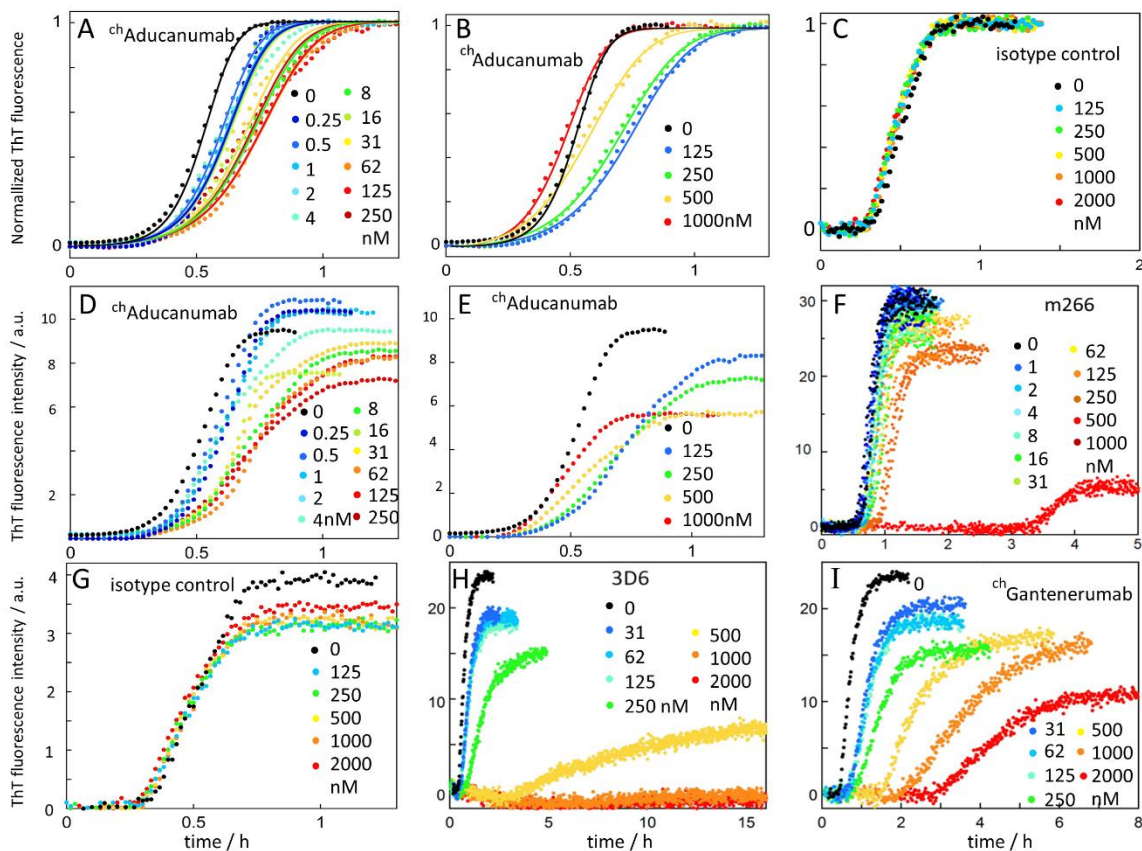 A
chAducanumab
Normallized ThT fluorescence
1
0
0 8
0.25 16
0.5 31
1 62
2 125
4 250
nM
0 0.5 1
B
chAducanumab
1
0
0
125
250
500
1000nM
0 0.5 1
C
isotype control
1
0
0
125
250
500
1000
2000
nM
0 1 2
D
chAducanumab
ThT fluorescence intensity / a.u.
10
8
6
4
2
0 8
0.25 16
0.5 31
1 62
2 125
4nM 250
0 0.5 1
E
chAducanumab
10
8
6
4
2
0
0
125
250
500
1000nM
0 0.5 1
F
m266
30
20
10
0
0 62
1 125
2 250
4 500
8 1000
16 nM
31
0 1 2 3 4 5
G
isotype control
ThT fluorescence intensity / a.u.
4
3
2
1
0
0
125
250
500
1000
2000
nM
0 0.5 1
time / h
H
3D6
20
10
0
0
31 500
62 1000
125 2000
250 nM nM
0 5 10 15
time / h
I
chGantenerumab
0
20
10
0
31 500
62 1000
125 2000
250 nM
0 2 4 6 8
time / h